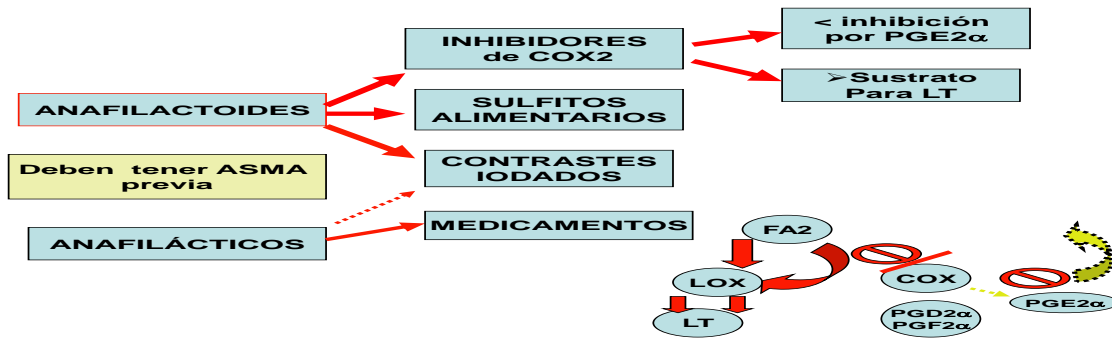 INHIBIDORES
de COX2
< inhibición
por PGE2α
➢Sustrato
Para LT
ANAFILACTOIDES
SULFITOS
ALIMENTARIOS
Deben tener ASMA
previa
CONTRASTES
IODADOS
ANAFILÁCTICOS
MEDICAMENTOS
FA2
LOX
COX
PGE2α
LT
PGD2α
PGF2α